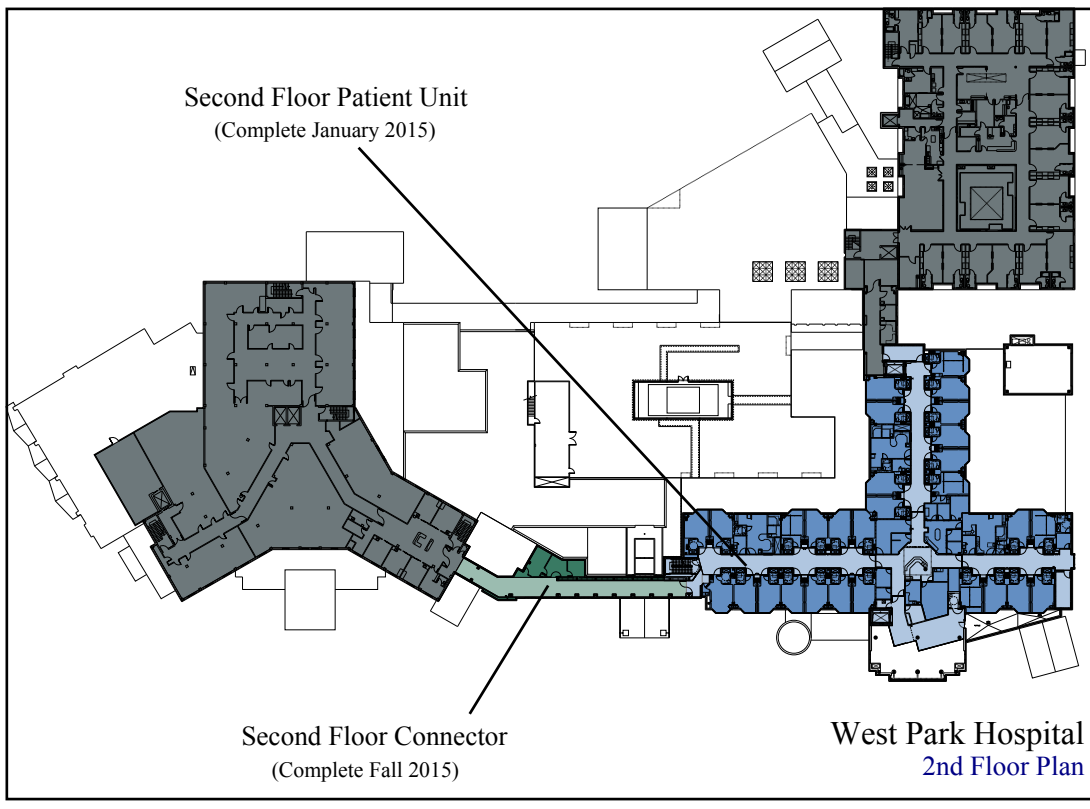 Second Floor Patient Unit
(Complete January 2015)
Second Floor Connector
(Complete Fall 2015)
West Park Hospital
2nd Floor Plan